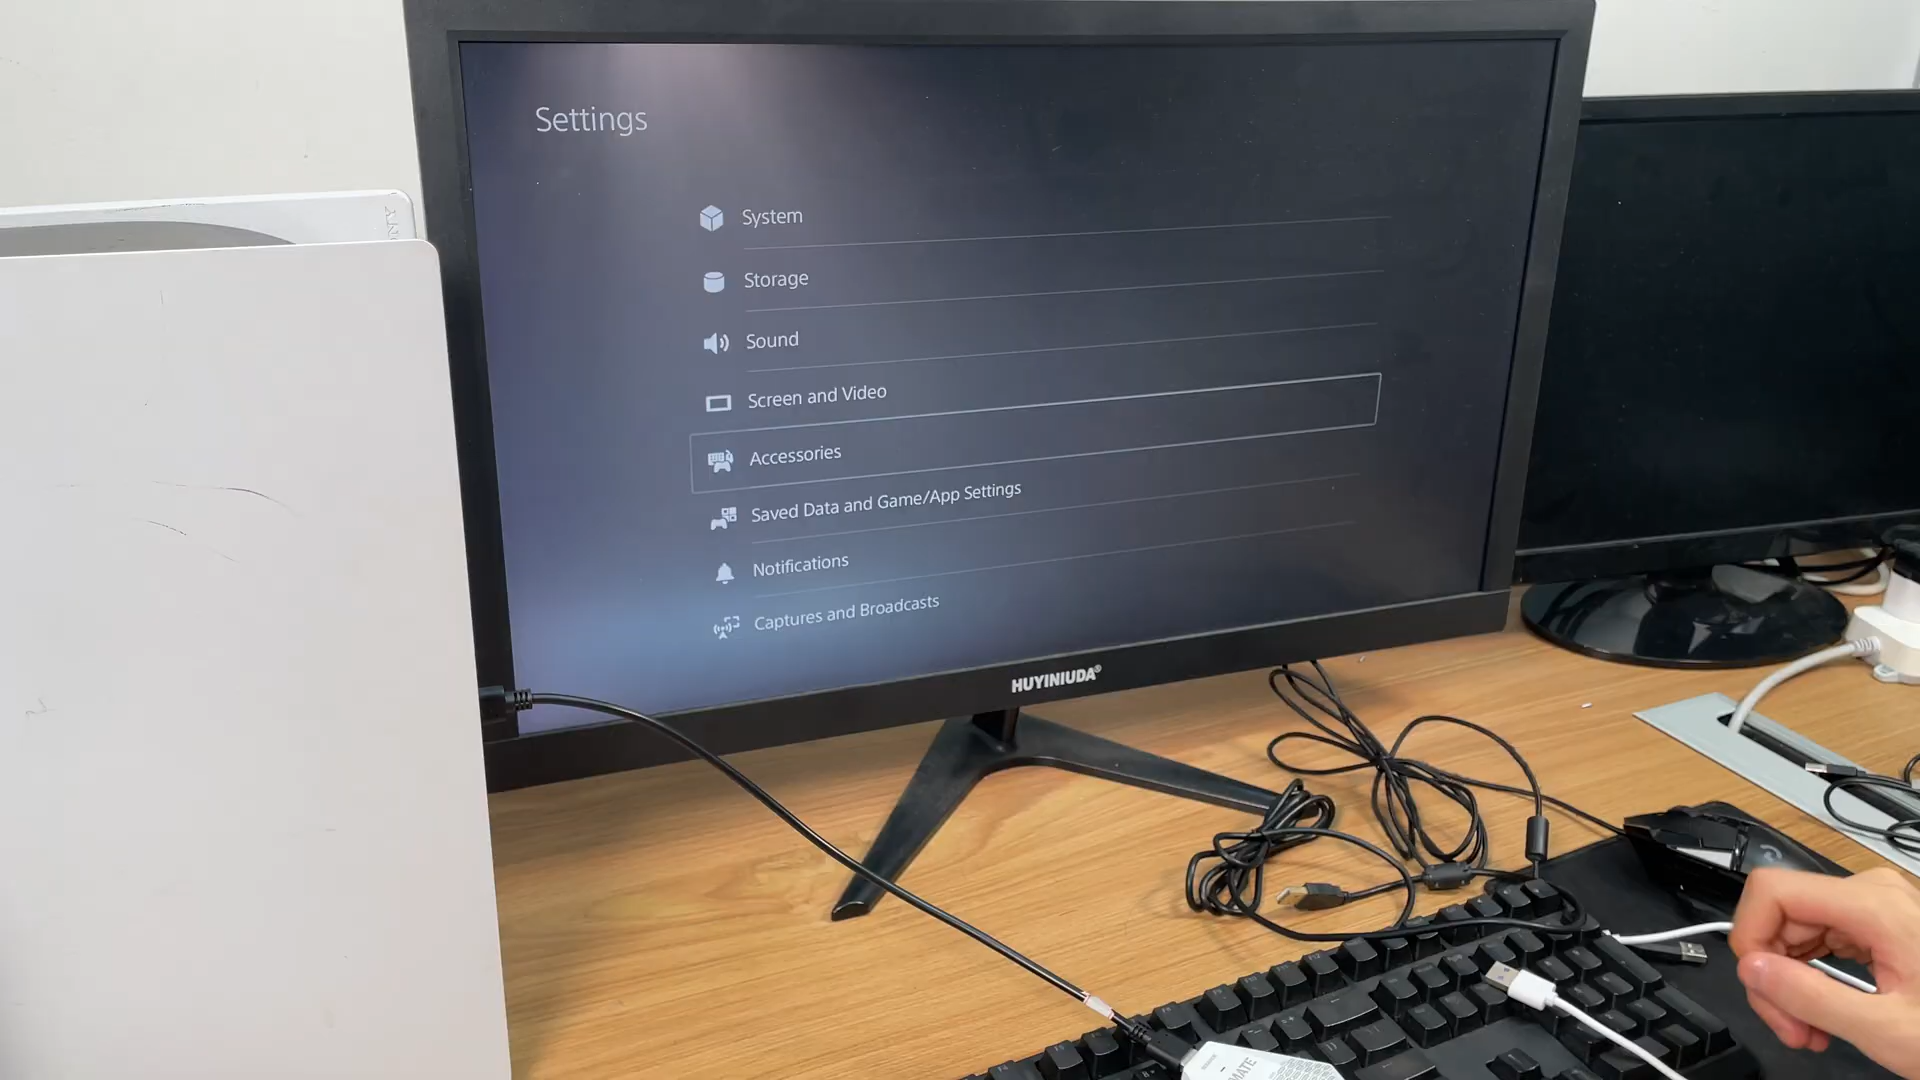 Settings
System
Storage
Sound
Screen and Video
Accessories
Saved Data and Game/App Settings
Notifications
Captures and Broadcasts
HUYINIUDA®
SONY